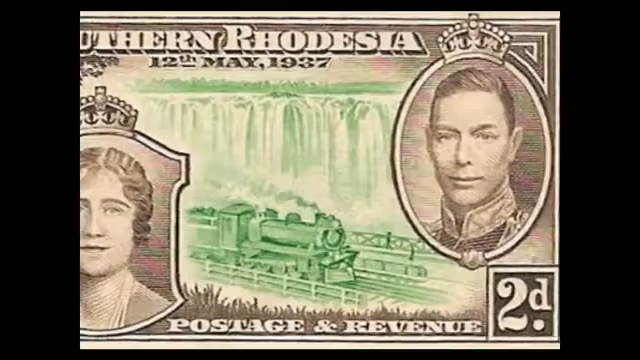 UTHERN RHODESIA
12th MAY, 1937
POSTAGE & REVENUE
2d.